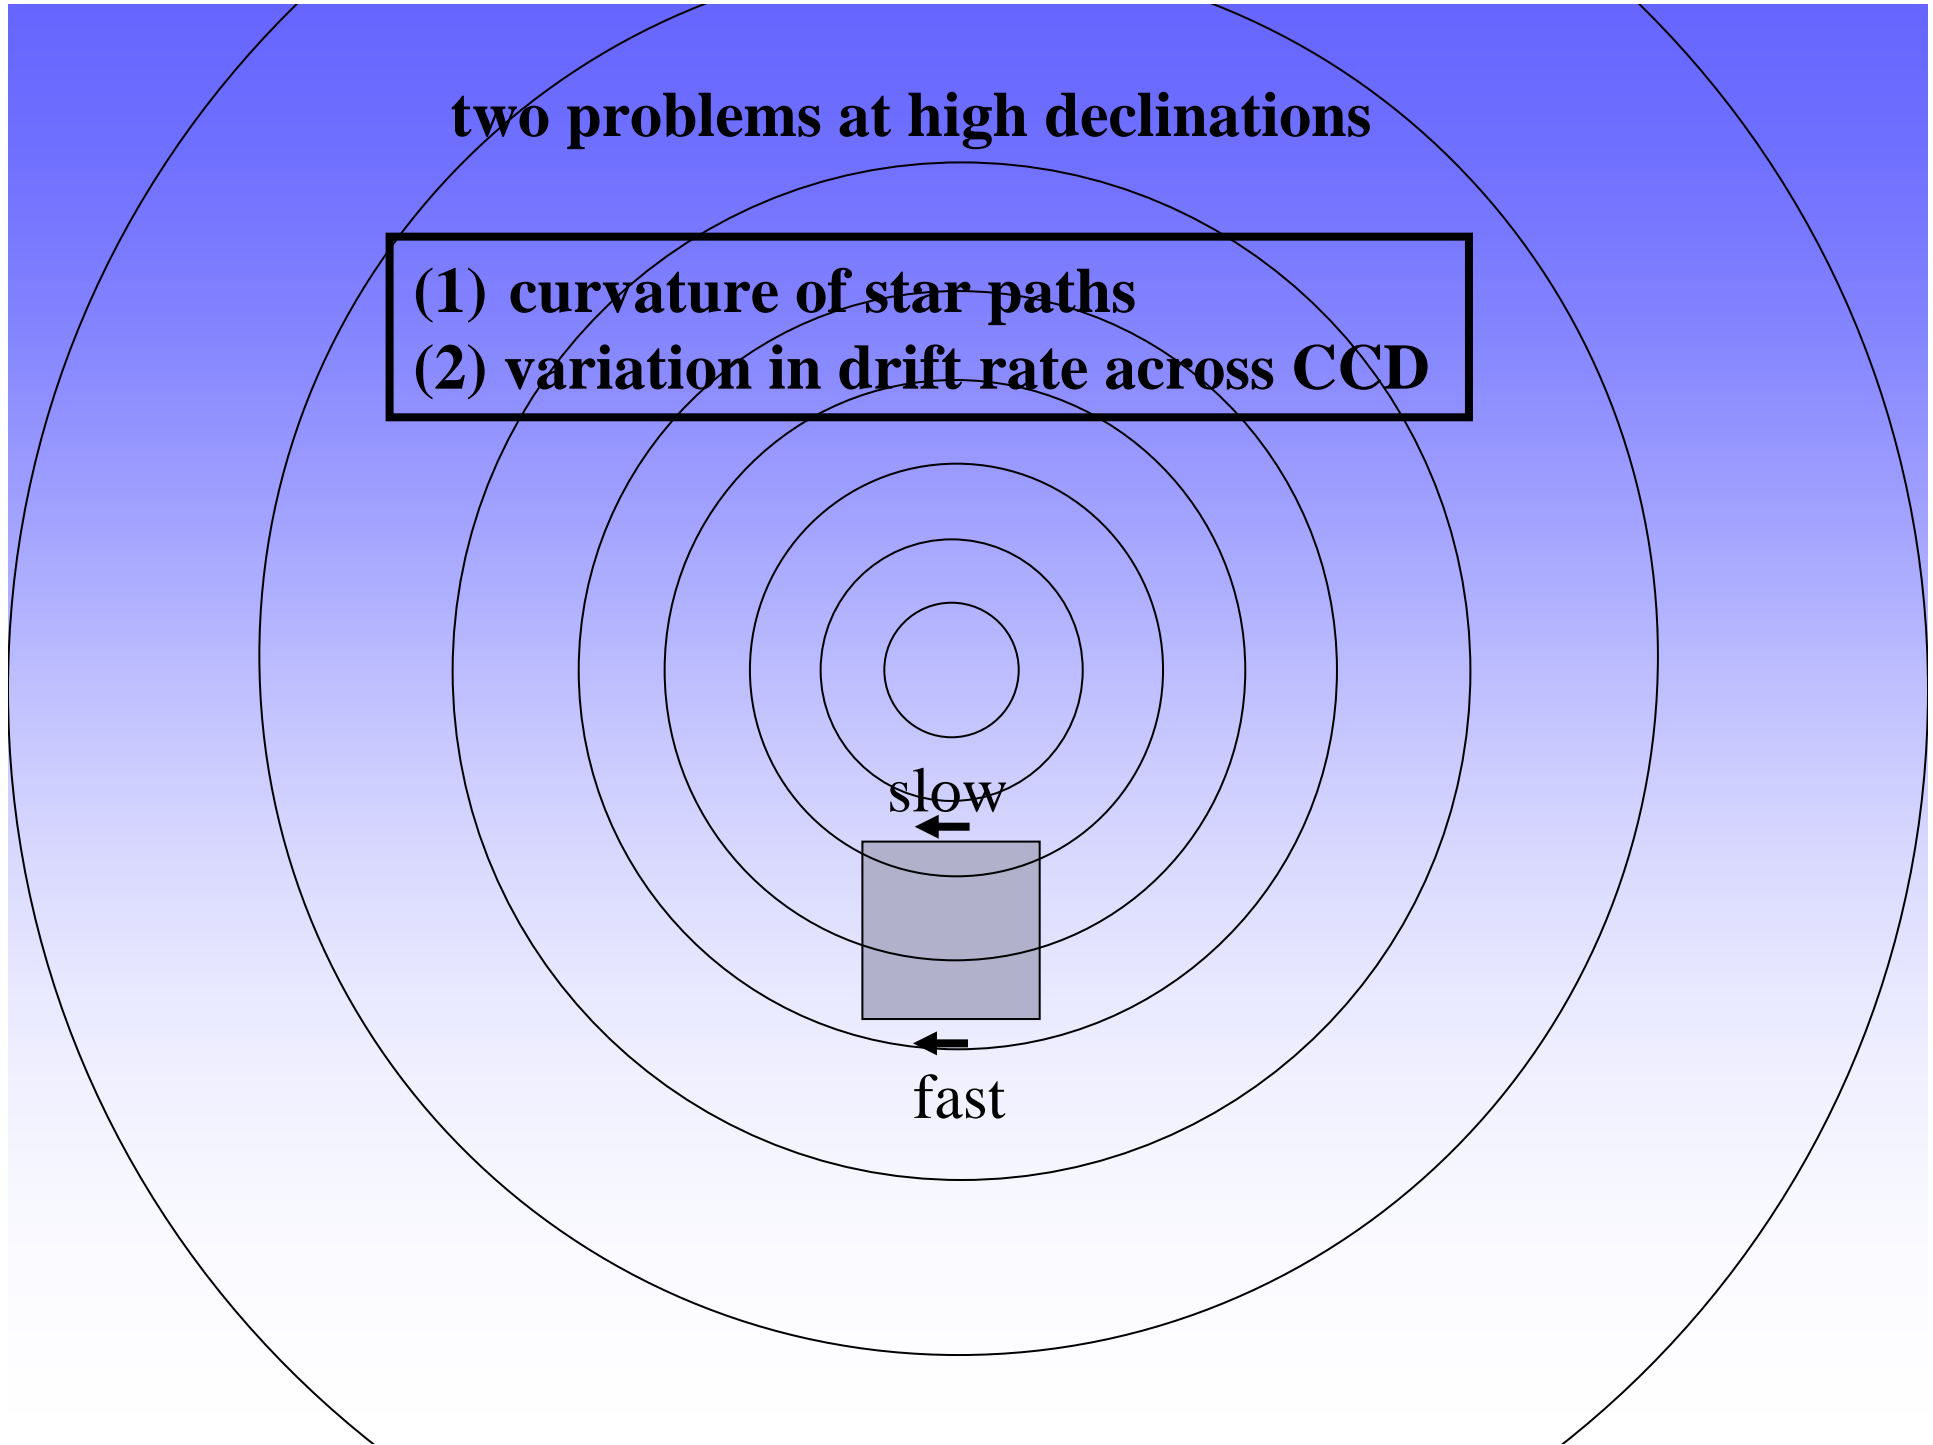 two problems at high declinations
(1) curvature of star paths
(2) variation in drift rate across CCD
slow
fast